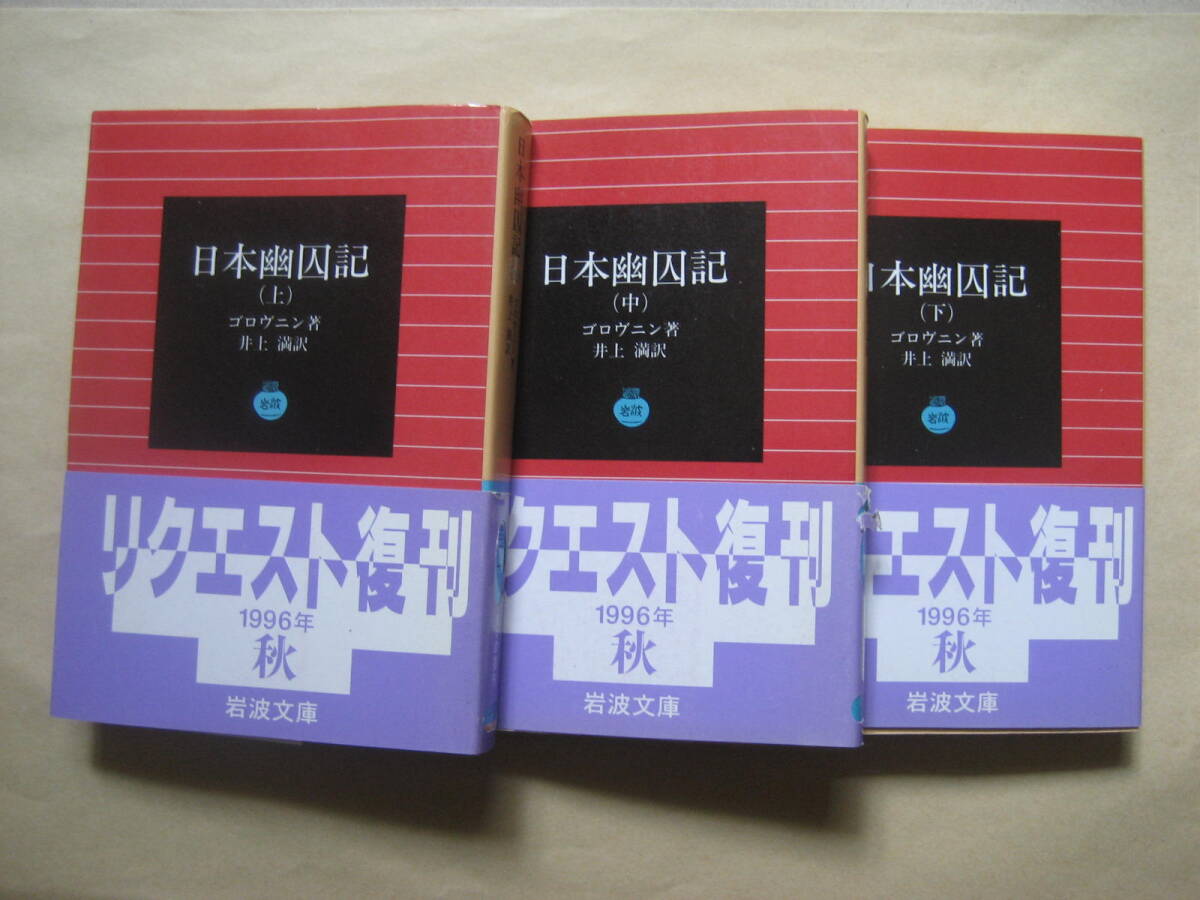 日本幽囚記
(上)
ゴロヴニン著
井上 満訳
岩波
リクエスト復刊
1996年
秋
岩波文庫
日本幽囚記
日本幽囚記
(中)
ゴロヴニン著
井上 満訳
岩波
クエスト復刊
1996年
秋
岩波文庫
日本幽囚記
(下)
ゴロヴニン著
井上 満訳
岩波
エスト復刊
1996年
秋
岩波文庫